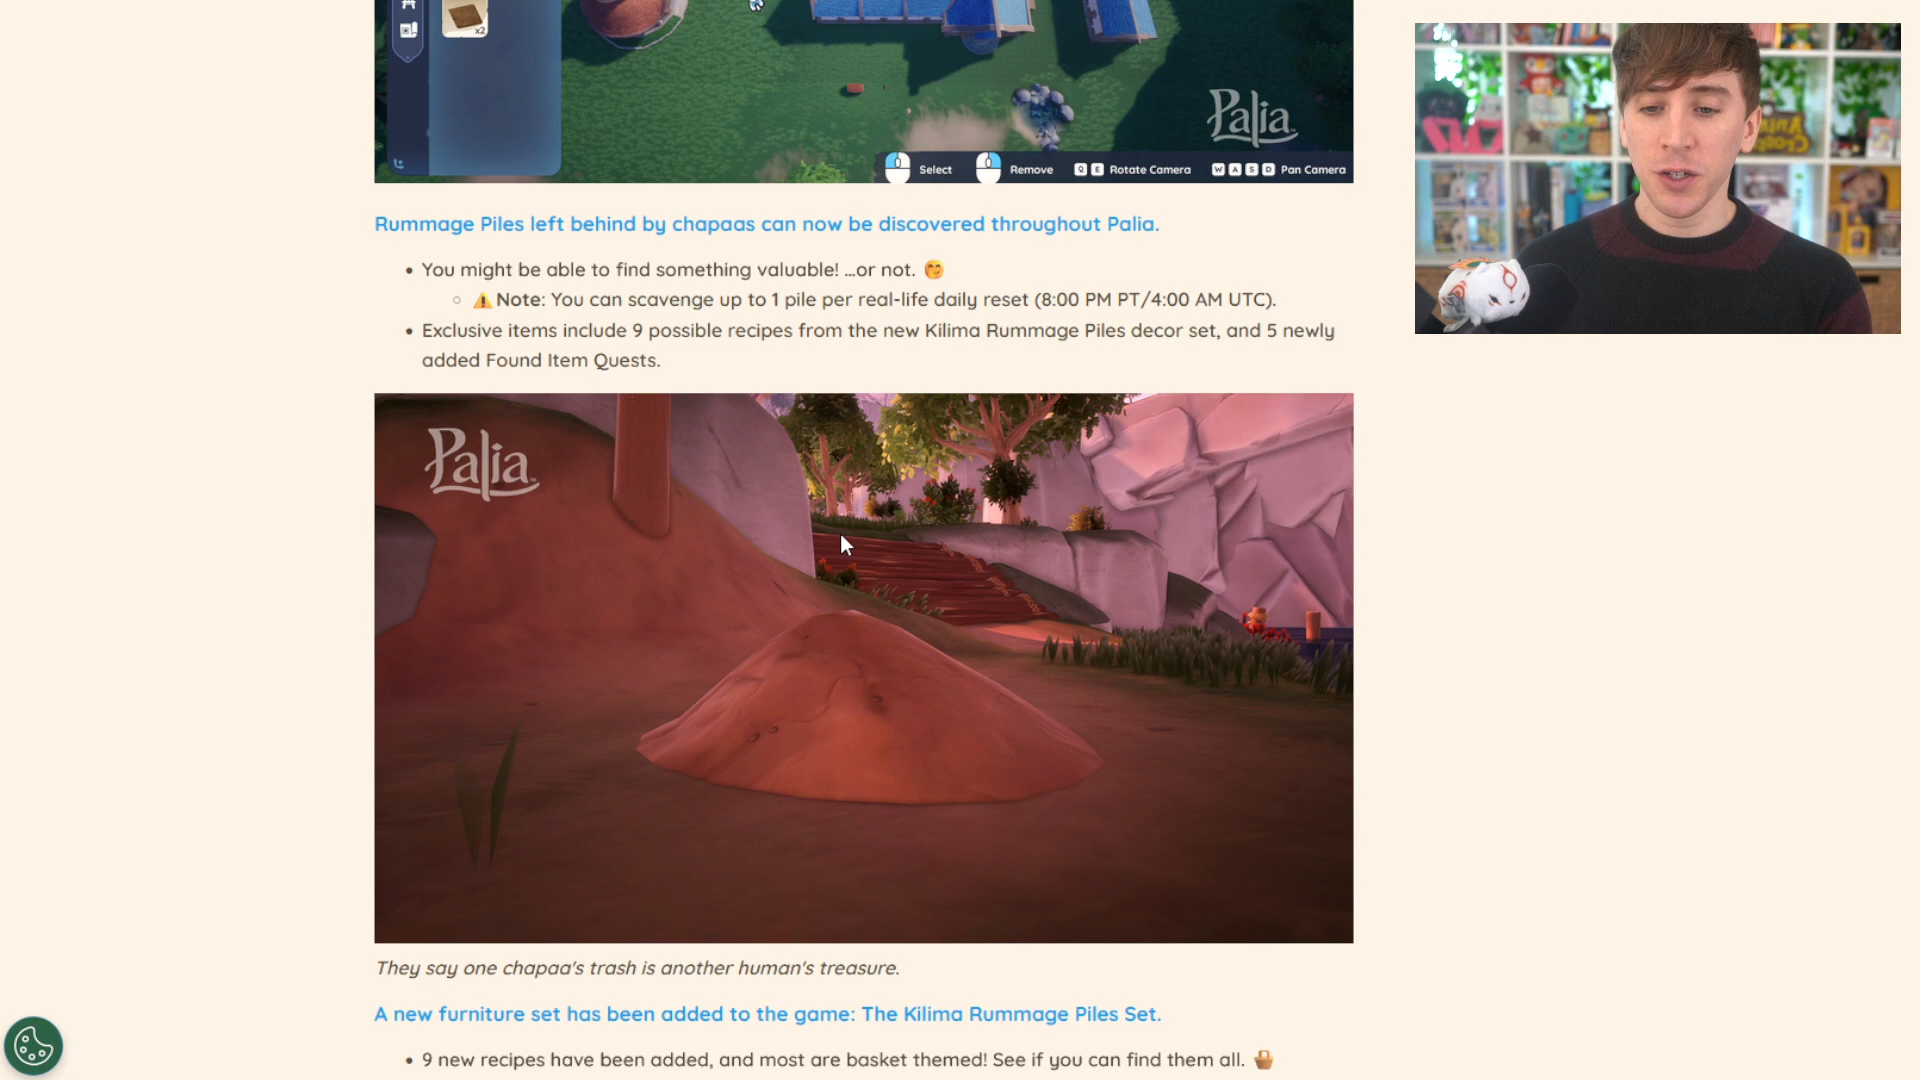 x2
Palia
Select
Remove
Q E Rotate Camera
W A S D Pan Camera
Rummage Piles left behind by chapaas can now be discovered throughout Palia.
• You might be able to find something valuable! ...or not. 😋
○ ⚠️ Note: You can scavenge up to 1 pile per real-life daily reset (8:00 PM PT/4:00 AM UTC).
• Exclusive items include 9 possible recipes from the new Kilima Rummage Piles decor set, and 5 newly
added Found Item Quests.
Palia
They say one chapaa's trash is another human's treasure.
A new furniture set has been added to the game: The Kilima Rummage Piles Set.
• 9 new recipes have been added, and most are basket themed! See if you can find them all. 🧺